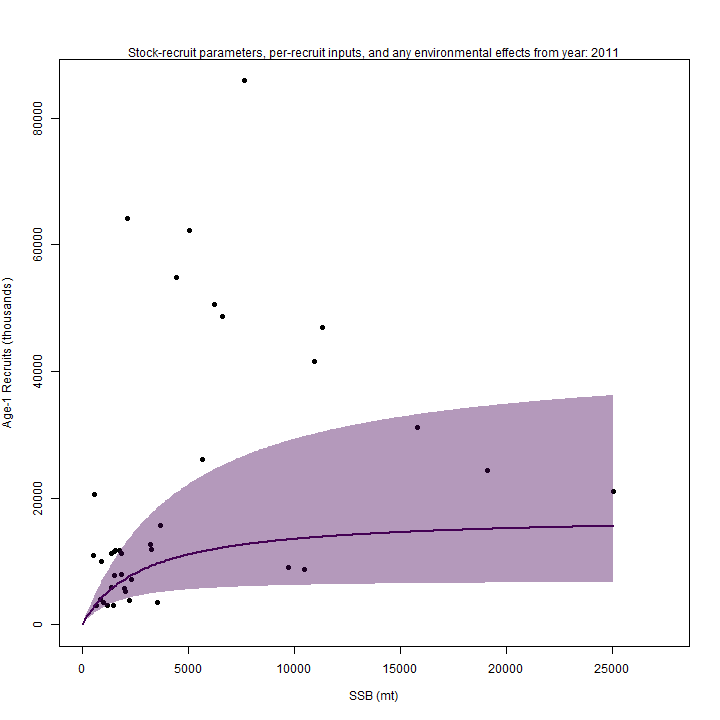 Stock-recruit parameters, per-recruit inputs, and any environmental effects from year: 2011
80000
60000
40000
20000
0
Age-1 Recruits (thousands)
0 5000 10000 15000 20000 25000
SSB (mt)